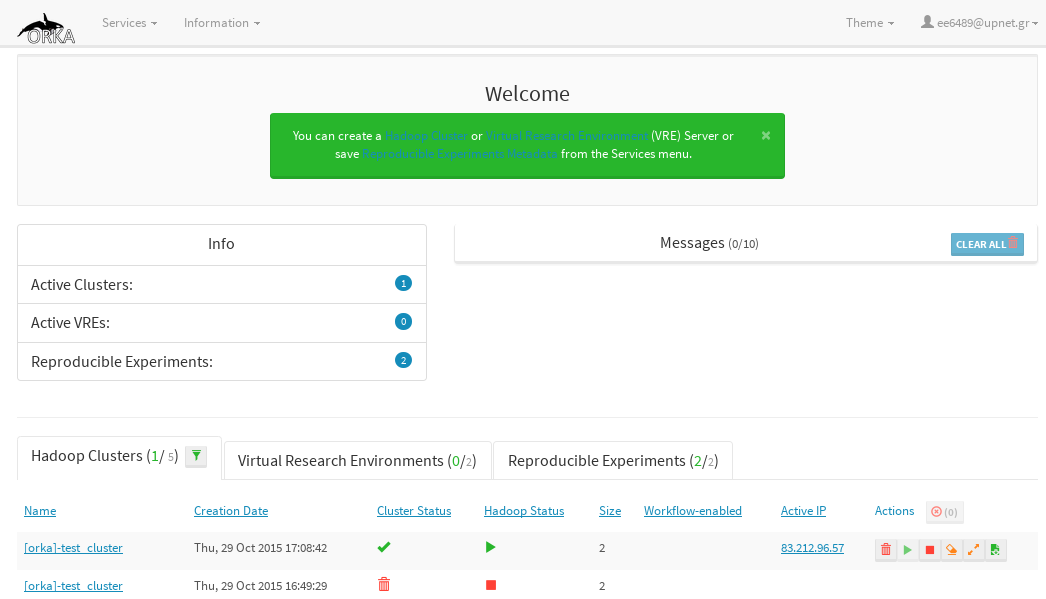 ORKA Services Information Theme ee6489@upnet.gr
Welcome
You can create a Hadoop Cluster or Virtual Research Environment (VRE) Server or
save Reproducible Experiments Metadata from the Services menu.
Info
Active Clusters: 1
Active VREs: 0
Reproducible Experiments: 2
Messages (0/10) CLEAR ALL
Hadoop Clusters (1/ 5) Virtual Research Environments (0/2) Reproducible Experiments (2/2)
Name Creation Date Cluster Status Hadoop Status Size Workflow-enabled Active IP Actions (0)
[orka]-test_cluster Thu, 29 Oct 2015 17:08:42 2 83.212.96.57
[orka]-test_cluster Thu, 29 Oct 2015 16:49:29 2